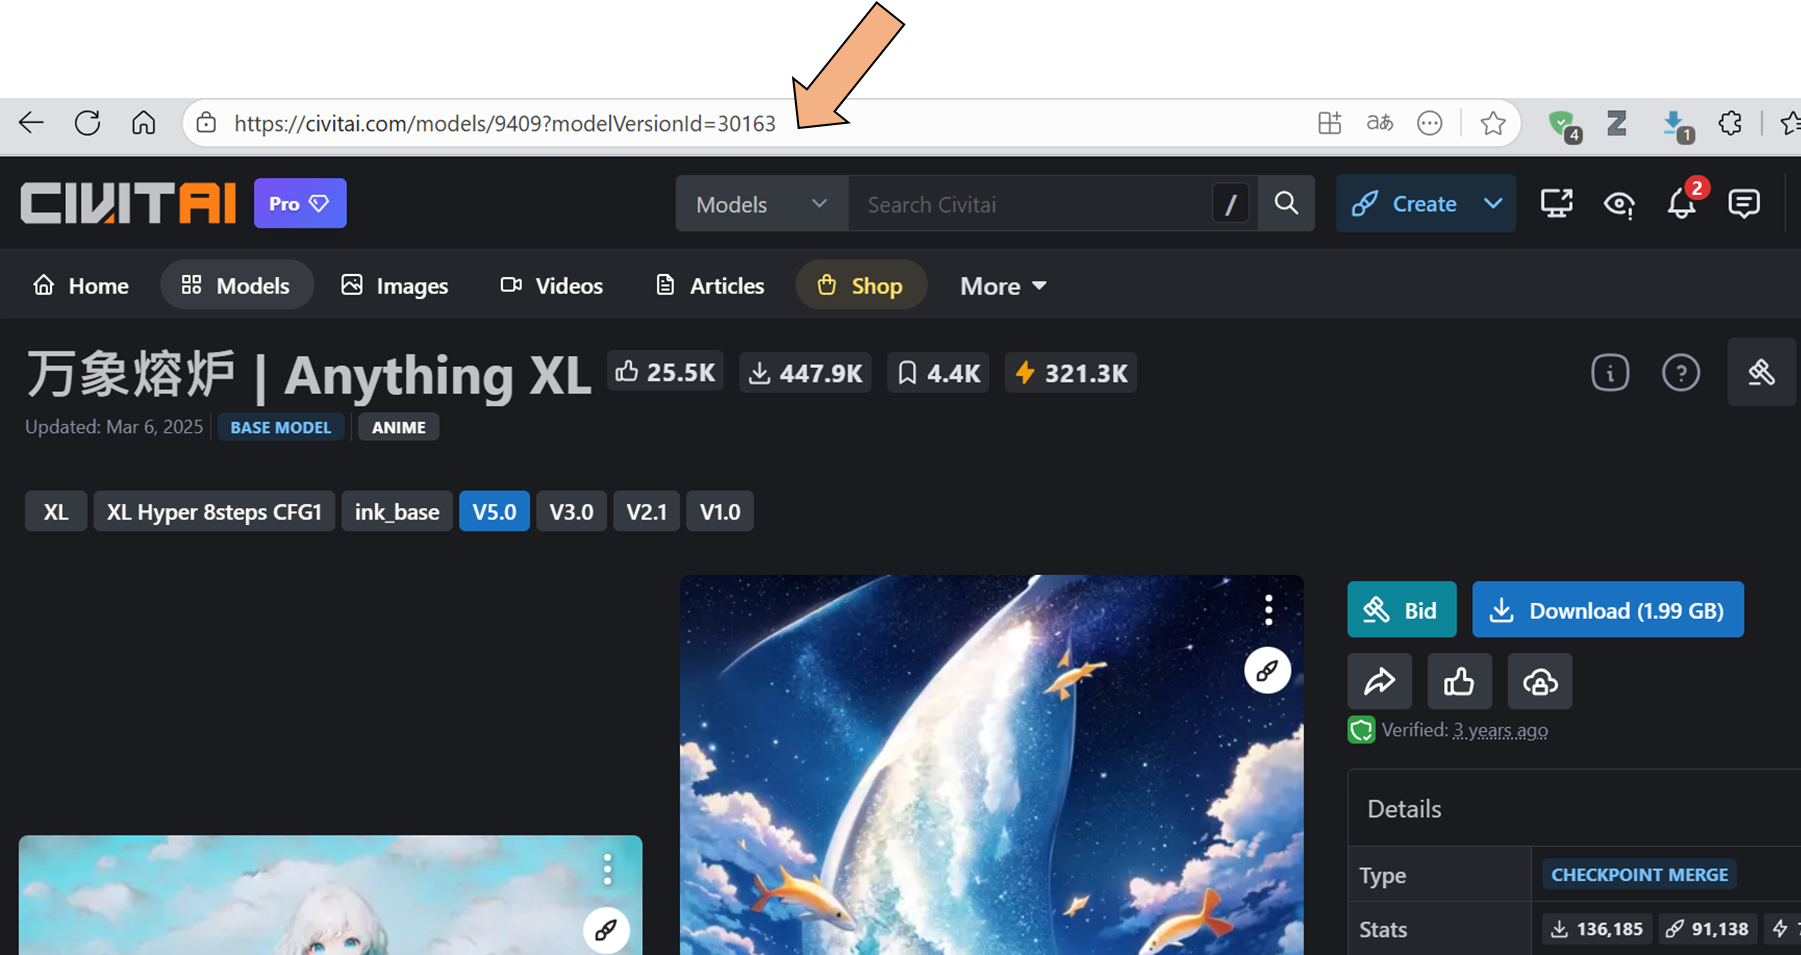 https://civitai.com/models/9409?modelVersionId=30163
aあ
4
Z
1
CIVITAI
Pro
Models
Search Civitai
/
Create
2
Home
Models
Images
Videos
Articles
Shop
More
万象熔炉 | Anything XL
25.5K
447.9K
4.4K
321.3K
Updated: Mar 6, 2025
BASE MODEL
ANIME
XL
XL Hyper 8steps CFG1
ink_base
V5.0
V3.0
V2.1
V1.0
Bid
Download (1.99 GB)
Verified: 3 years ago
Details
Type
CHECKPOINT MERGE
Stats
136,185
91,138